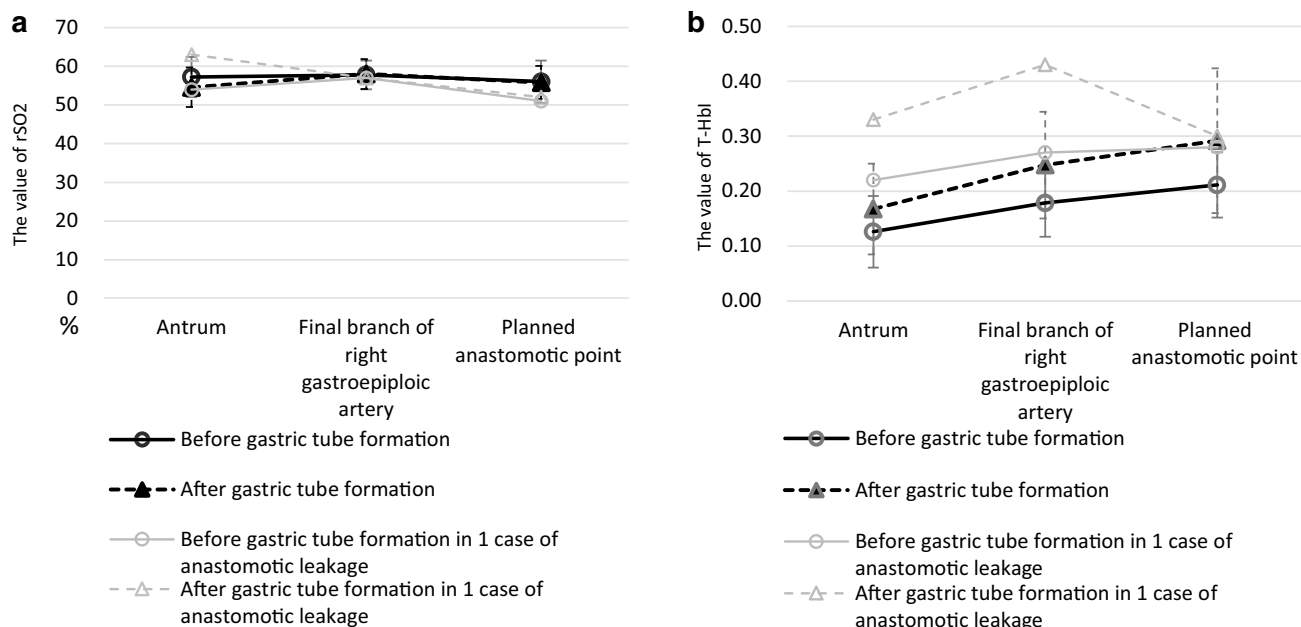 a
70
60
50
40
30
20
10
0
%
The value of rSO2
Antrum
Final branch of
right
gastroepiploic
artery
Planned
anastomotic point
Before gastric tube formation
After gastric tube formation
Before gastric tube formation in 1 case of
anastomotic leakage
After gastric tube formation in 1 case of
anastomotic leakage
b
0.50
0.40
0.30
0.20
0.10
0.00
The value of T-HbI
Antrum
Final branch of
right
gastroepiploic
artery
Planned
anastomotic point
Before gastric tube formation
After gastric tube formation
Before gastric tube formation in 1 case of
anastomotic leakage
After gastric tube formation in 1 case of
anastomotic leakage